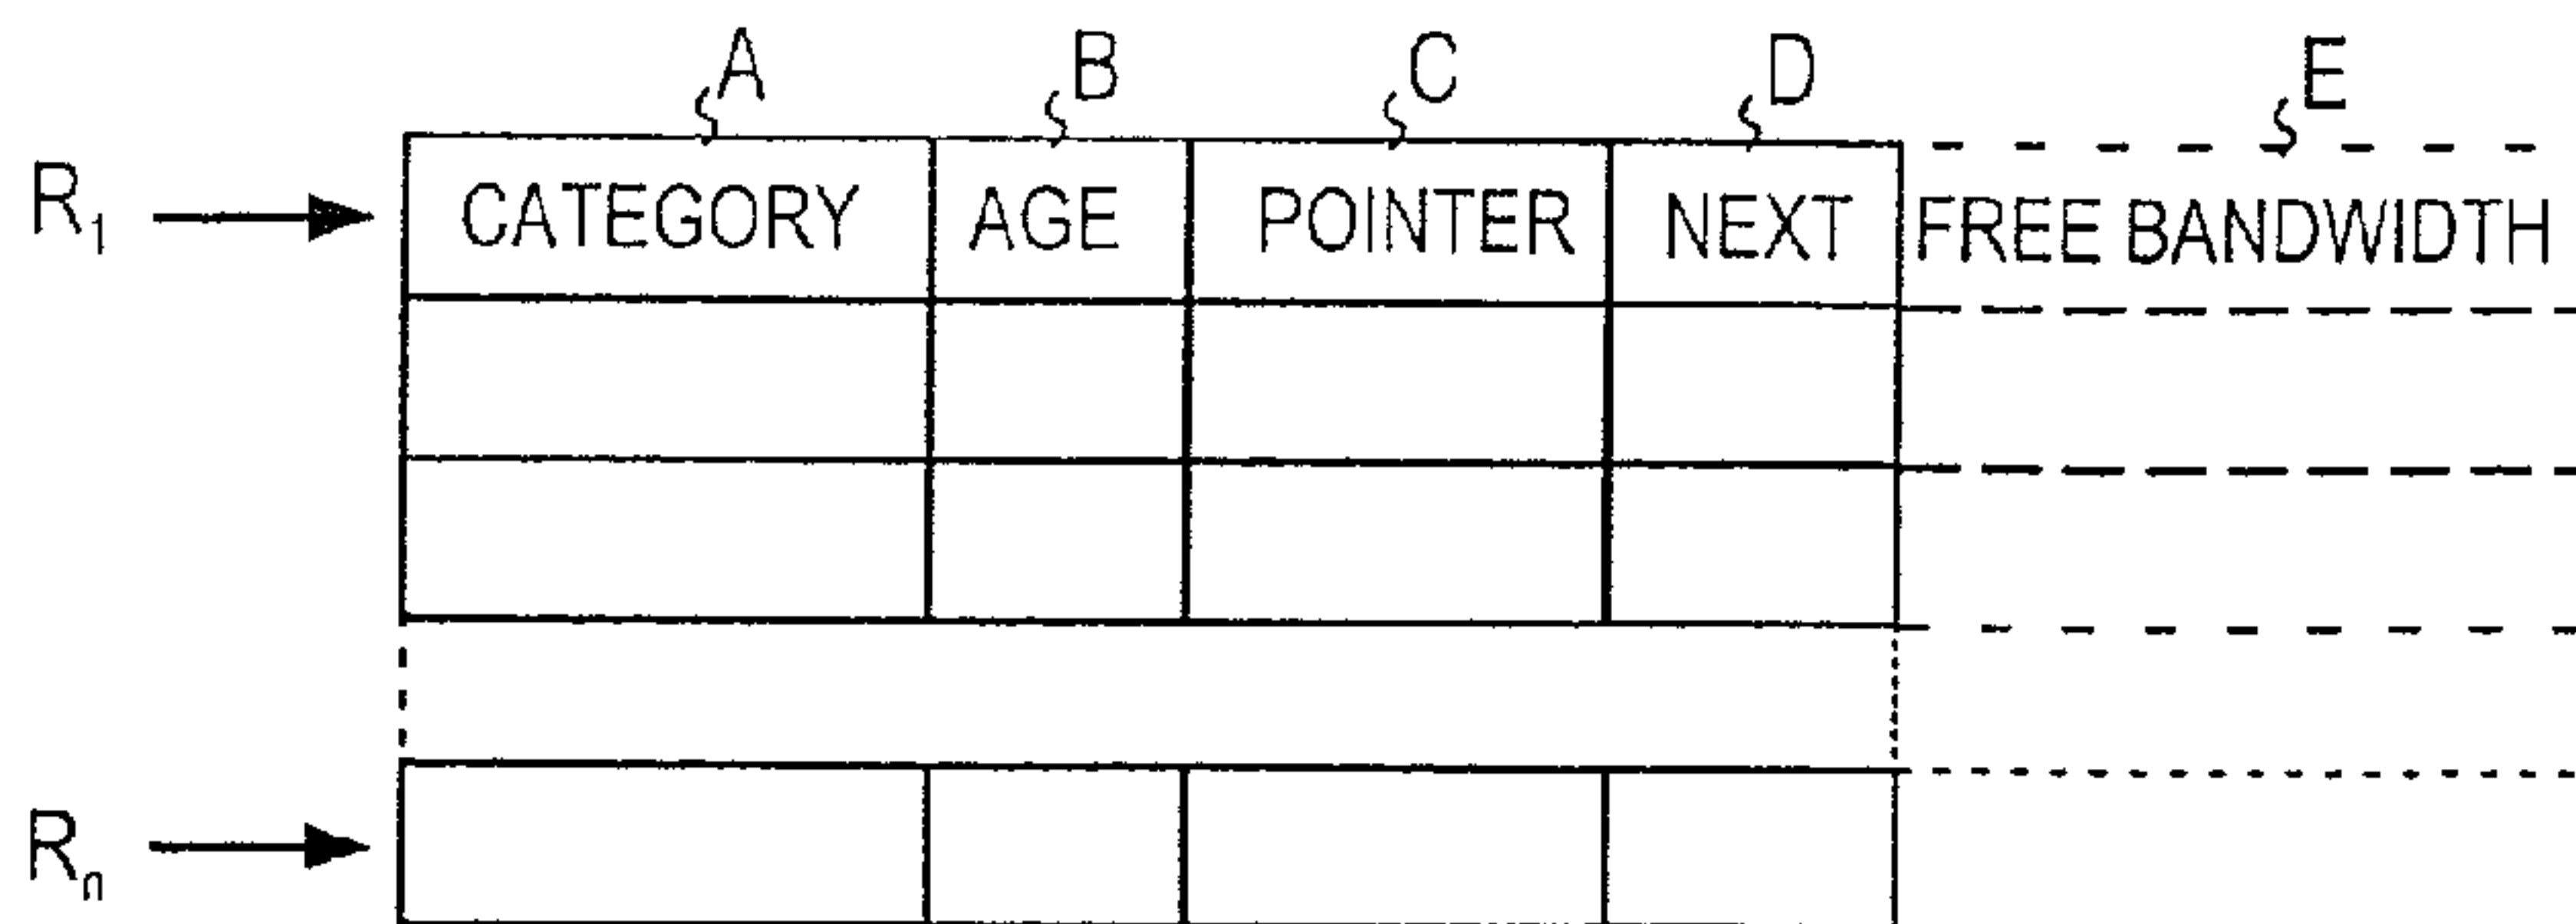 A B C D E
R₁ CATEGORY AGE POINTER NEXT FREE BANDWIDTH
Rₙ